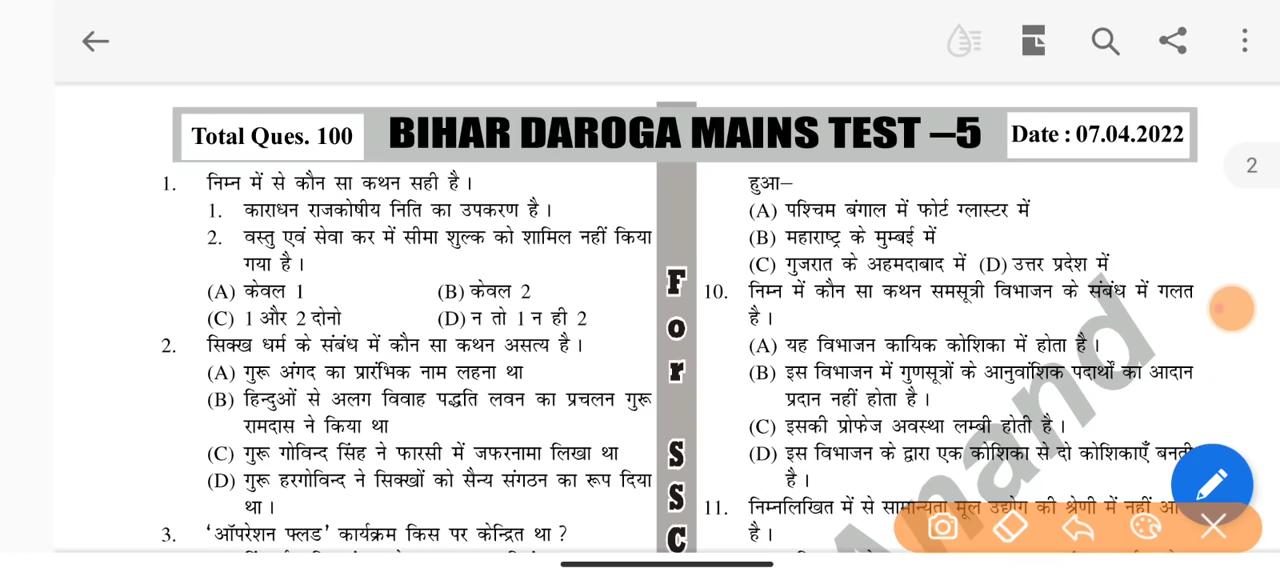 2
Total Ques. 100
BIHAR DAROGA MAINS TEST –5
Date : 07.04.2022
1. निम्न में से कौन सा कथन सही है ।
1. काराधन राजकोषीय निति का उपकरण है ।
2. वस्तु एवं सेवा कर में सीमा शुल्क को शामिल नहीं किया
गया है ।
(A) केवल 1 (B) केवल 2
(C) 1 और 2 दोनो (D) न तो 1 न ही 2
2. सिक्ख धर्म के संबंध में कौन सा कथन असत्य है ।
(A) गुरू अंगद का प्रारंभिक नाम लहना था
(B) हिन्दुओं से अलग विवाह पद्धति लवन का प्रचलन गुरू
रामदास ने किया था
(C) गुरू गोविन्द सिंह ने फारसी में जफरनामा लिखा था
(D) गुरू हरगोविन्द ने सिक्खों को सैन्य संगठन का रूप दिया
था ।
3. ‘ऑपरेशन फ्लड’ कार्यक्रम किस पर केन्द्रित था ?
For SSC
हुआ–
(A) पश्चिम बंगाल में फोर्ट ग्लास्टर में
(B) महाराष्ट्र के मुम्बई में
(C) गुजरात के अहमदाबाद में (D) उत्तर प्रदेश में
10. निम्न में कौन सा कथन समसूत्री विभाजन के संबंध में गलत
है ।
(A) यह विभाजन कायिक कोशिका में होता है ।
(B) इस विभाजन में गुणसूत्रों के आनुवांशिक पदार्थों का आदान
प्रदान नहीं होता है ।
(C) इसकी प्रोफेज अवस्था लम्बी होती है ।
(D) इस विभाजन के द्वारा एक कोशिका से दो कोशिकाएँ बनती
है ।
11. निम्नलिखित में से सामान्यता मूल उद्योग की श्रेणी में नहीं
है ।
Anand